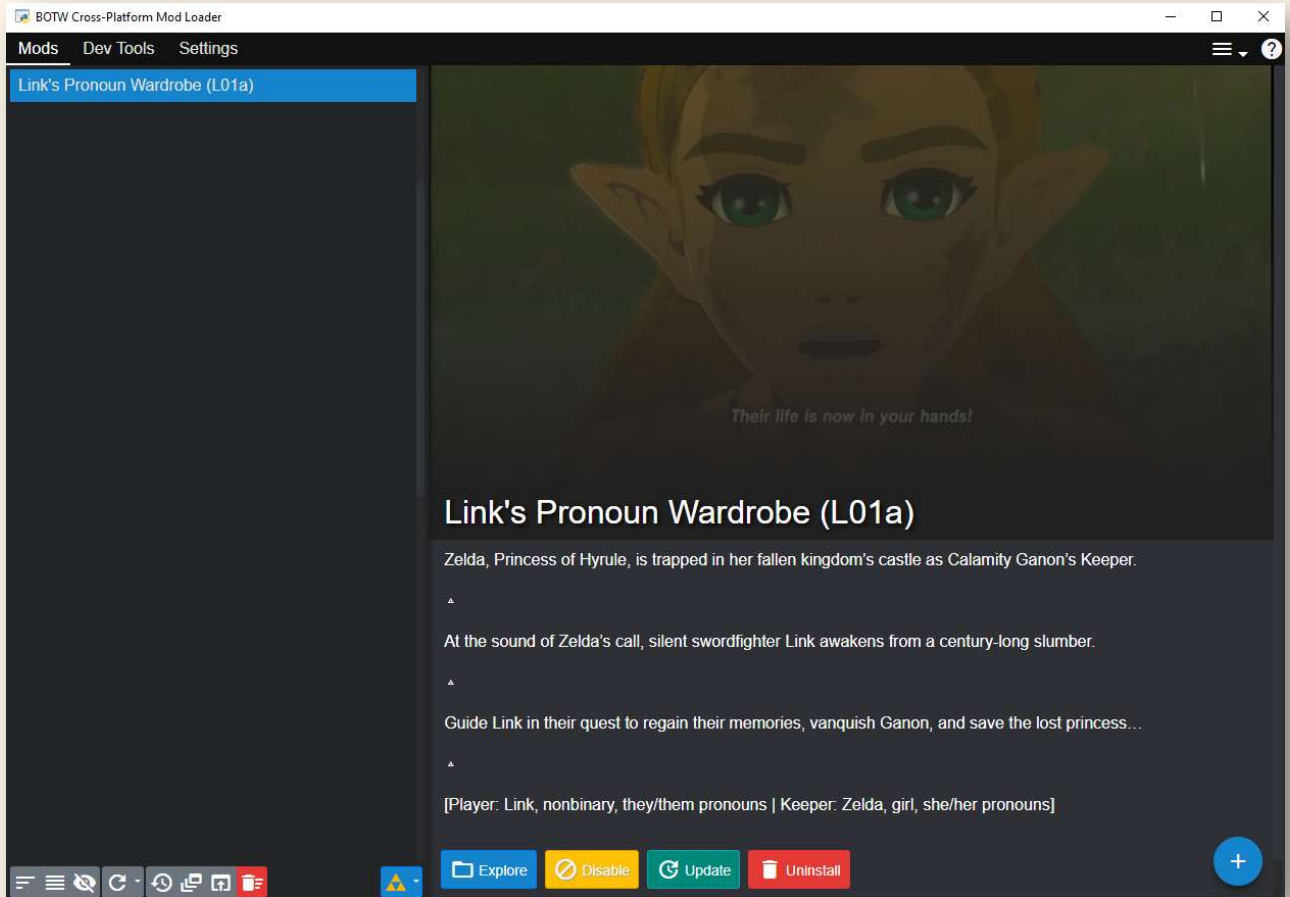 BOTW Cross-Platform Mod Loader
Mods Dev Tools Settings
Link's Pronoun Wardrobe (L01a)
Their life is now in your hands!
Link's Pronoun Wardrobe (L01a)
Zelda, Princess of Hyrule, is trapped in her fallen kingdom’s castle as Calamity Ganon’s Keeper.
At the sound of Zelda’s call, silent swordfighter Link awakens from a century-long slumber.
Guide Link in their quest to regain their memories, vanquish Ganon, and save the lost princess…
[Player: Link, nonbinary, they/them pronouns | Keeper: Zelda, girl, she/her pronouns]
Explore Disable Update Uninstall